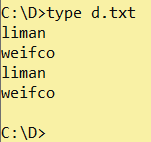 C:\D>type d.txt
liman
weifco
liman
weifco
C:\D>